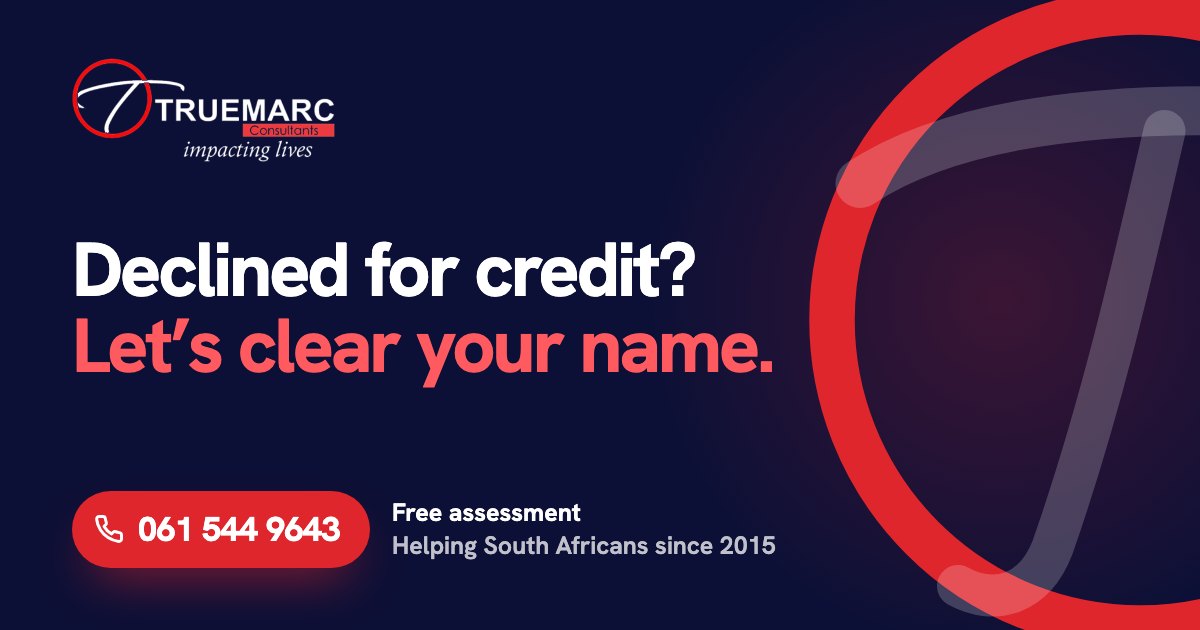 TRUEMARC
Consultants
impacting lives
Declined for credit?
Let’s clear your name.
061 544 9643
Free assessment
Helping South Africans since 2015